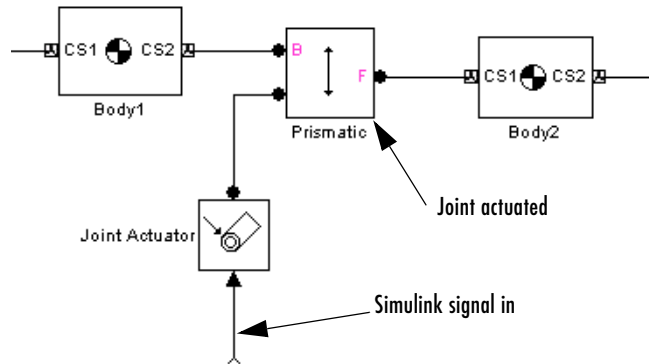 CS1 CS2
Body1
B
F
Prismatic
CS1 CS2
Body2
Joint actuated
Joint Actuator
Simulink signal in